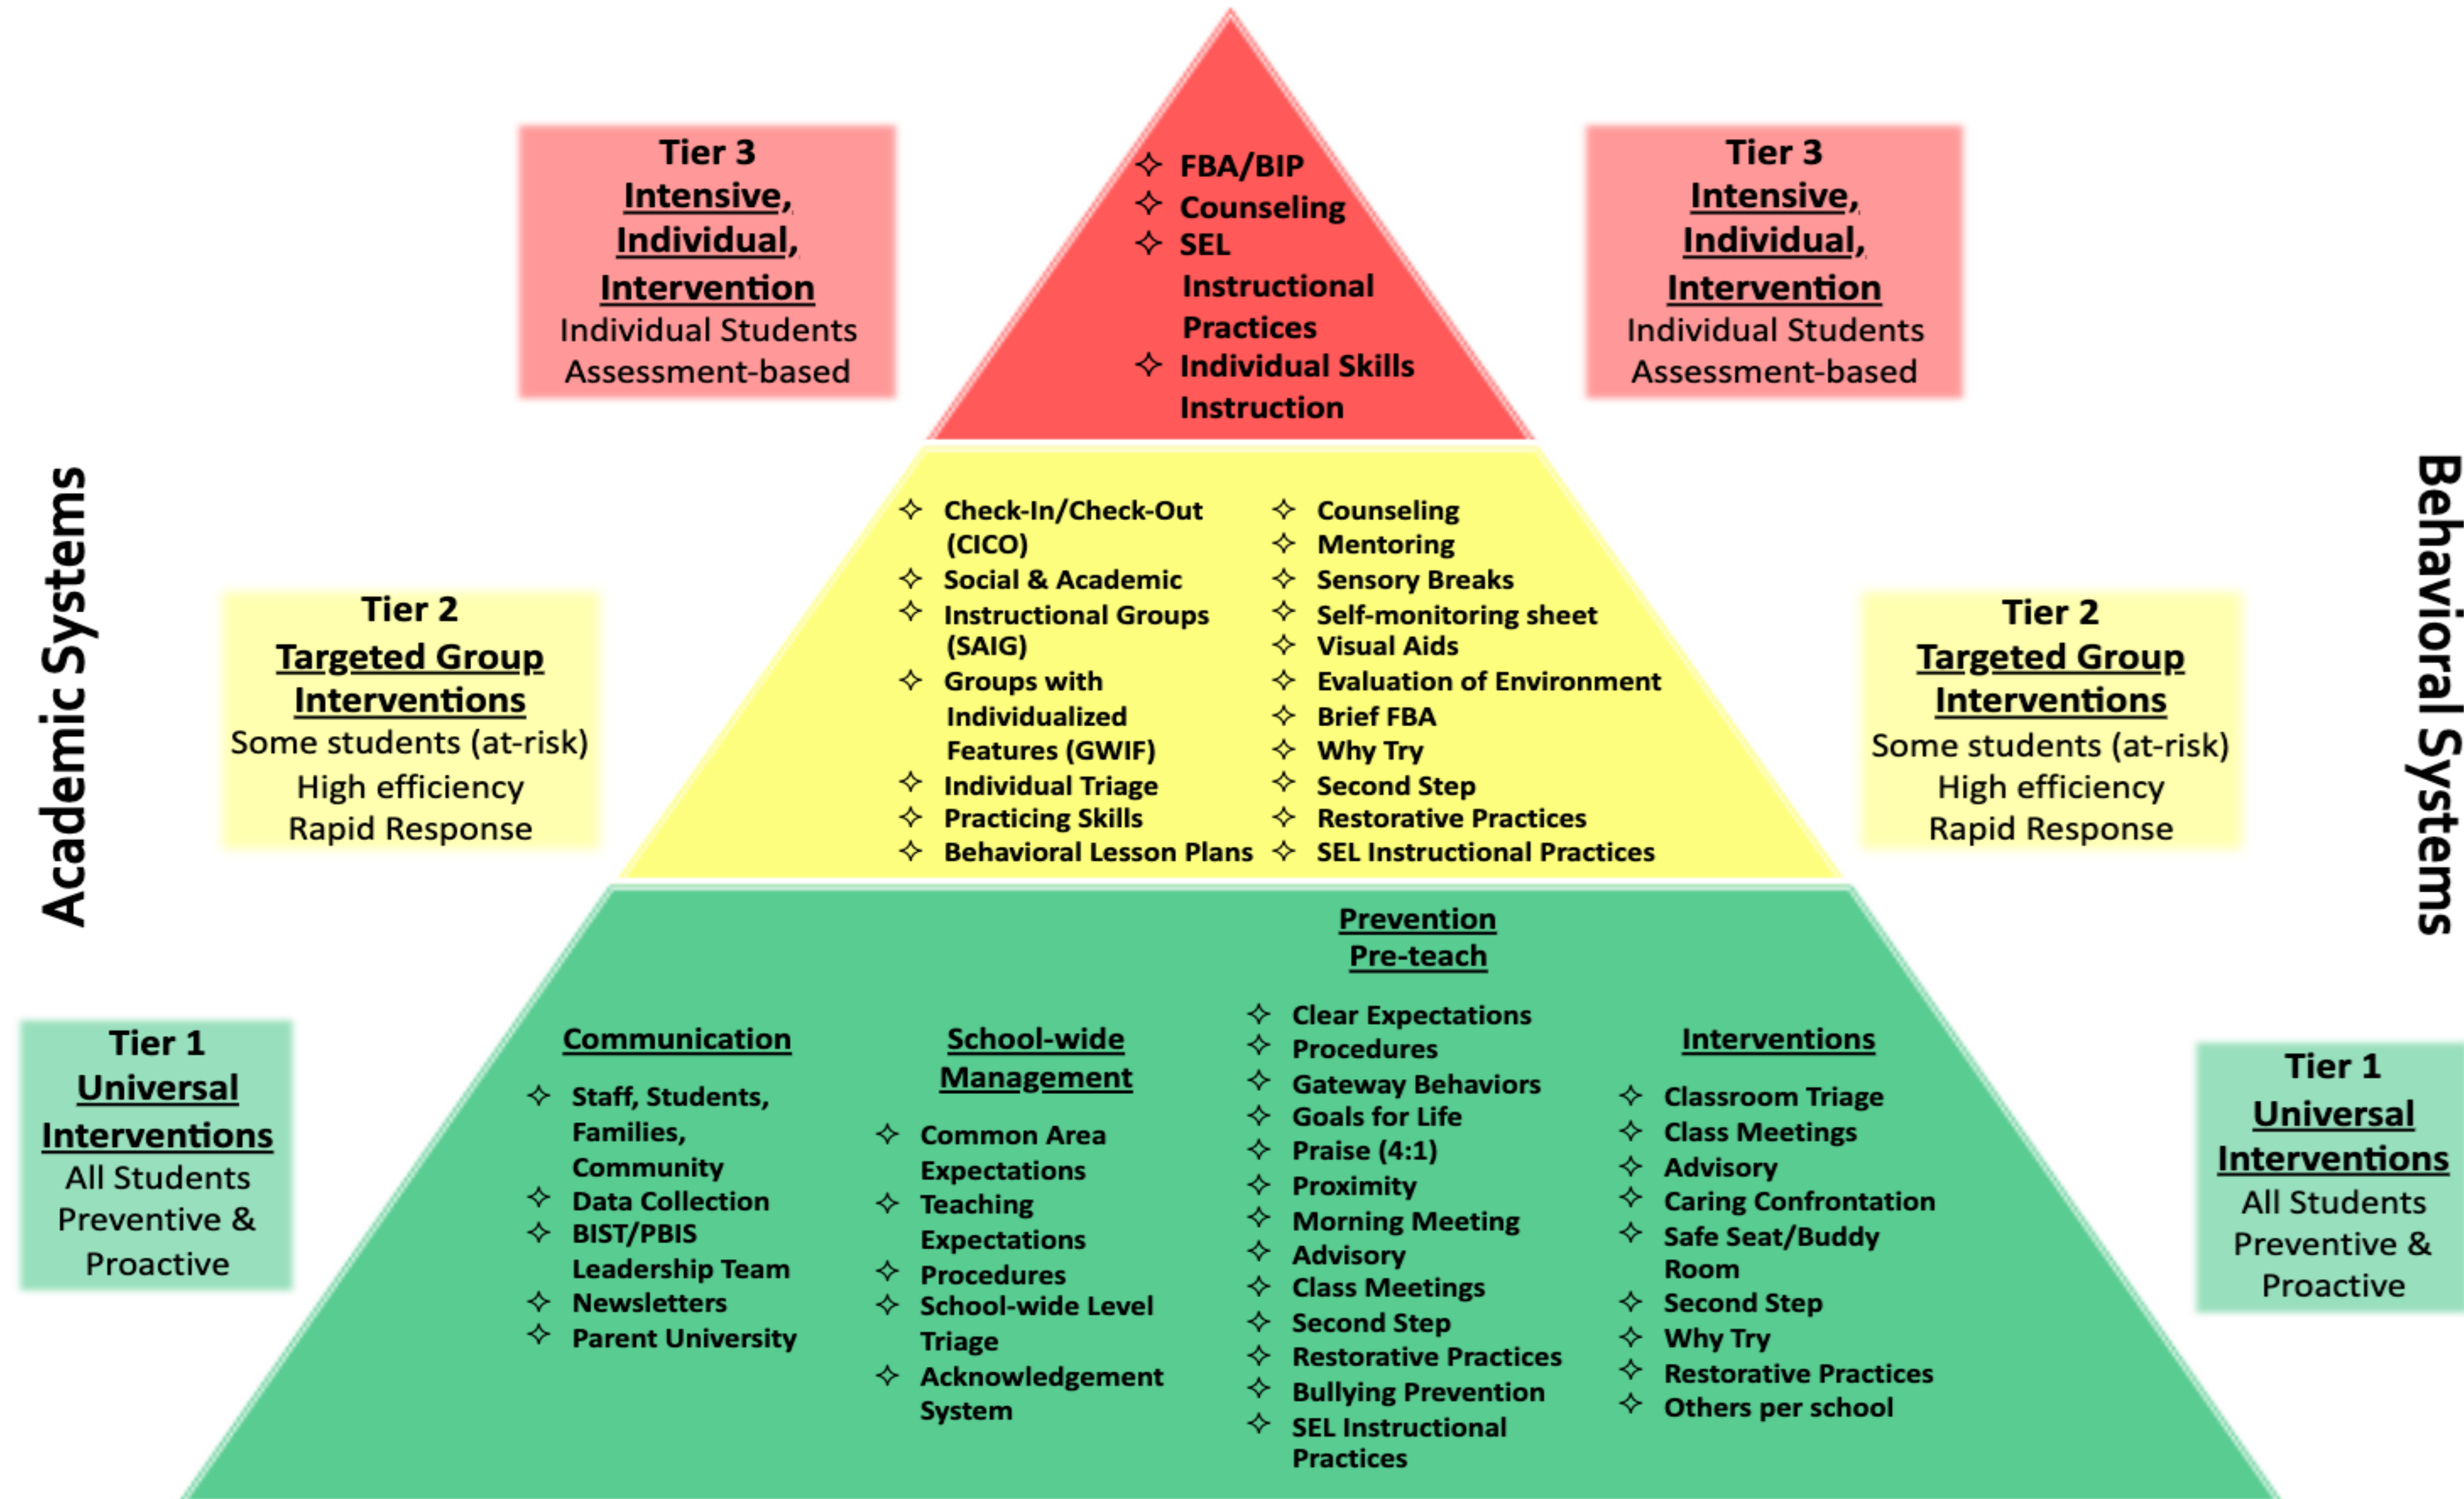 Academic Systems
Behavioral Systems
Tier 3
Intensive,
Individual,
Intervention
Individual Students
Assessment-based
✧ FBA/BIP
✧ Counseling
✧ SEL
Instructional
Practices
✧ Individual Skills
Instruction
Tier 3
Intensive,
Individual,
Intervention
Individual Students
Assessment-based
Tier 2
Targeted Group
Interventions
Some students (at-risk)
High efficiency
Rapid Response
✧ Check-In/Check-Out
(CICO)
✧ Social & Academic
✧ Instructional Groups
(SAIG)
✧ Groups with
Individualized
Features (GWIF)
✧ Individual Triage
✧ Practicing Skills
✧ Behavioral Lesson Plans
✧ Counseling
✧ Mentoring
✧ Sensory Breaks
✧ Self-monitoring sheet
✧ Visual Aids
✧ Evaluation of Environment
✧ Brief FBA
✧ Why Try
✧ Second Step
✧ Restorative Practices
✧ SEL Instructional Practices
Tier 2
Targeted Group
Interventions
Some students (at-risk)
High efficiency
Rapid Response
Tier 1
Universal
Interventions
All Students
Preventive &
Proactive
Communication
✧ Staff, Students,
Families,
Community
✧ Data Collection
✧ BIST/PBIS
Leadership Team
✧ Newsletters
✧ Parent University
School-wide
Management
✧ Common Area
Expectations
✧ Teaching
Expectations
✧ Procedures
✧ School-wide Level
Triage
✧ Acknowledgement
System
Prevention
Pre-teach
✧ Clear Expectations
✧ Procedures
✧ Gateway Behaviors
✧ Goals for Life
✧ Praise (4:1)
✧ Proximity
✧ Morning Meeting
✧ Advisory
✧ Class Meetings
✧ Second Step
✧ Restorative Practices
✧ Bullying Prevention
✧ SEL Instructional
Practices
Interventions
✧ Classroom Triage
✧ Class Meetings
✧ Advisory
✧ Caring Confrontation
✧ Safe Seat/Buddy
Room
✧ Second Step
✧ Why Try
✧ Restorative Practices
✧ Others per school
Tier 1
Universal
Interventions
All Students
Preventive &
Proactive